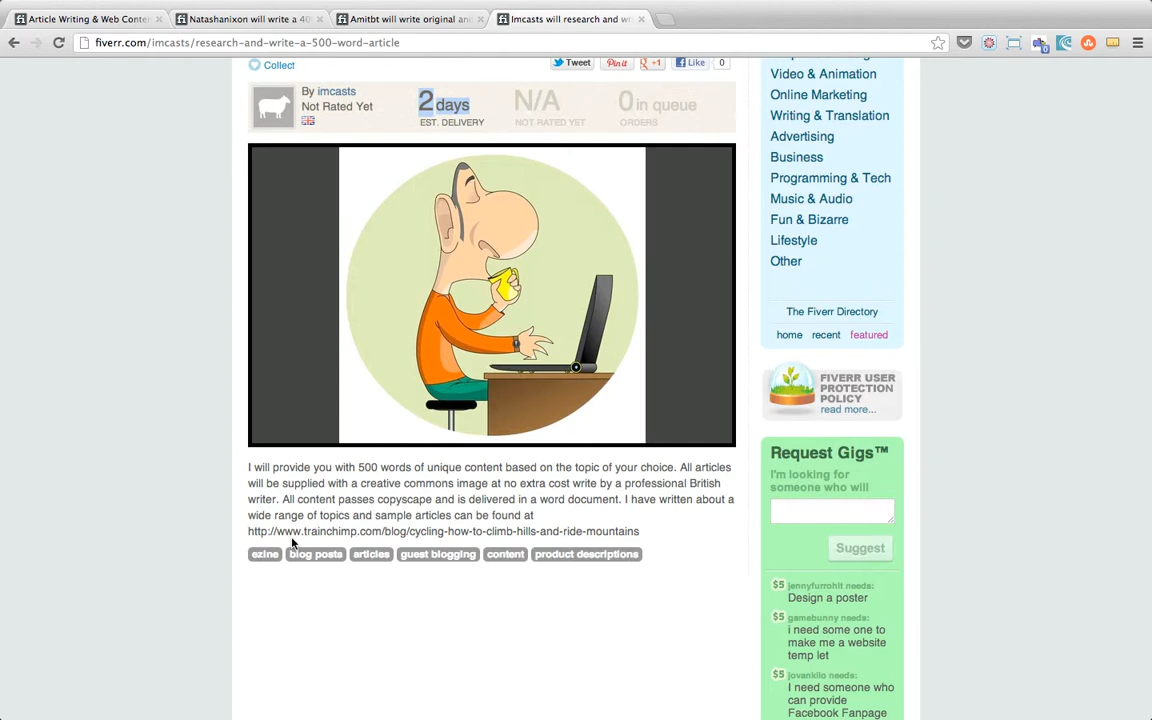 Article Writing & Web Conten
Natashanixon will write a 40
Amitbt will write original and
Imcasts will research and wr
fiverr.com/imcasts/research-and-write-a-500-word-article
Collect
Tweet
Pin it
+1
Like
0
By imcasts
Not Rated Yet
2 days
EST. DELIVERY
N/A
NOT RATED YET
0 in queue
ORDERS
I will provide you with 500 words of unique content based on the topic of your choice. All articles
will be supplied with a creative commons image at no extra cost write by a professional British
writer. All content passes copyscape and is delivered in a word document. I have written about a
wide range of topics and sample articles can be found at
http://www.trainchimp.com/blog/cycling-how-to-climb-hills-and-ride-mountains
ezine
blog posts
articles
guest blogging
content
product descriptions
Video & Animation
Online Marketing
Writing & Translation
Advertising
Business
Programming & Tech
Music & Audio
Fun & Bizarre
Lifestyle
Other
The Fiverr Directory
home
recent
featured
FIVERR USER
PROTECTION
POLICY
read more...
Request Gigs™
I'm looking for
someone who will
Suggest
$5 jennyfurrohlt needs:
Design a poster
$5 gamebunny needs:
i need some one to
make me a website
temp let
$5 jovankilo needs:
I need someone who
can provide
Facebook Fanpage